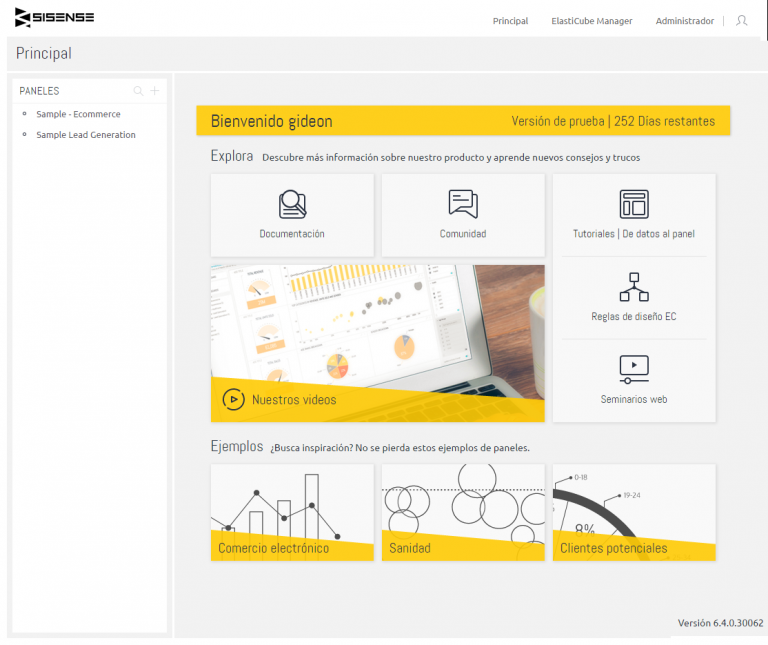 SISENSE
Principal ElastiCube Manager Administrador
Principal
PANELES
Sample - Ecommerce
Sample Lead Generation
Bienvenido gideon
Versión de prueba | 252 Días restantes
Explora Descubre más información sobre nuestro producto y aprende nuevos consejos y trucos
Documentación
Comunidad
Tutoriales | De datos al panel
Reglas de diseño EC
Nuestros videos
Seminarios web
Ejemplos ¿Busca inspiración? No se pierda estos ejemplos de paneles.
0-18
19-24
8%
Comercio electrónico
Sanidad
Clientes potenciales
Versión 6.4.0.30062